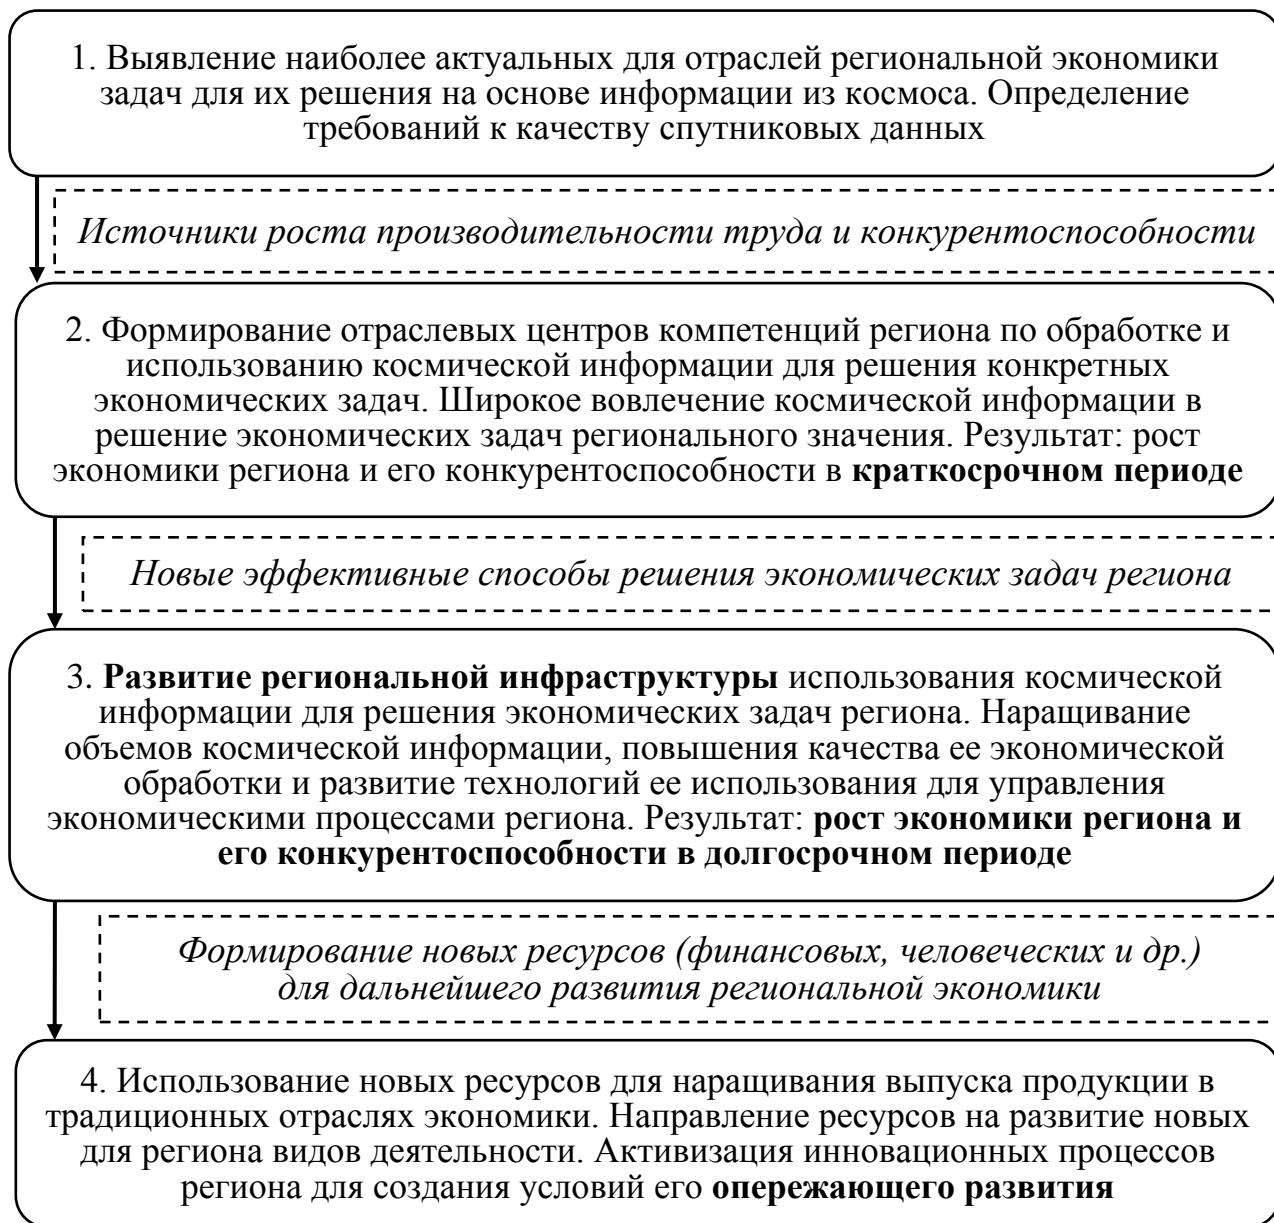 1. Выявление наиболее актуальных для отраслей региональной экономики
задач для их решения на основе информации из космоса. Определение
требований к качеству спутниковых данных
Источники роста производительности труда и конкурентоспособности
2. Формирование отраслевых центров компетенций региона по обработке и
использованию космической информации для решения конкретных
экономических задач. Широкое вовлечение космической информации в
решение экономических задач регионального значения. Результат: рост
экономики региона и его конкурентоспособности в краткосрочном периоде
Новые эффективные способы решения экономических задач региона
3. Развитие региональной инфраструктуры использования космической
информации для решения экономических задач региона. Наращивание
объемов космической информации, повышения качества ее экономической
обработки и развитие технологий ее использования для управления
экономическими процессами региона. Результат: рост экономики региона и
его конкурентоспособности в долгосрочном периоде
Формирование новых ресурсов (финансовых, человеческих и др.)
для дальнейшего развития региональной экономики
4. Использование новых ресурсов для наращивания выпуска продукции в
традиционных отраслях экономики. Направление ресурсов на развитие новых
для региона видов деятельности. Активизация инновационных процессов
региона для создания условий его опережающего развития